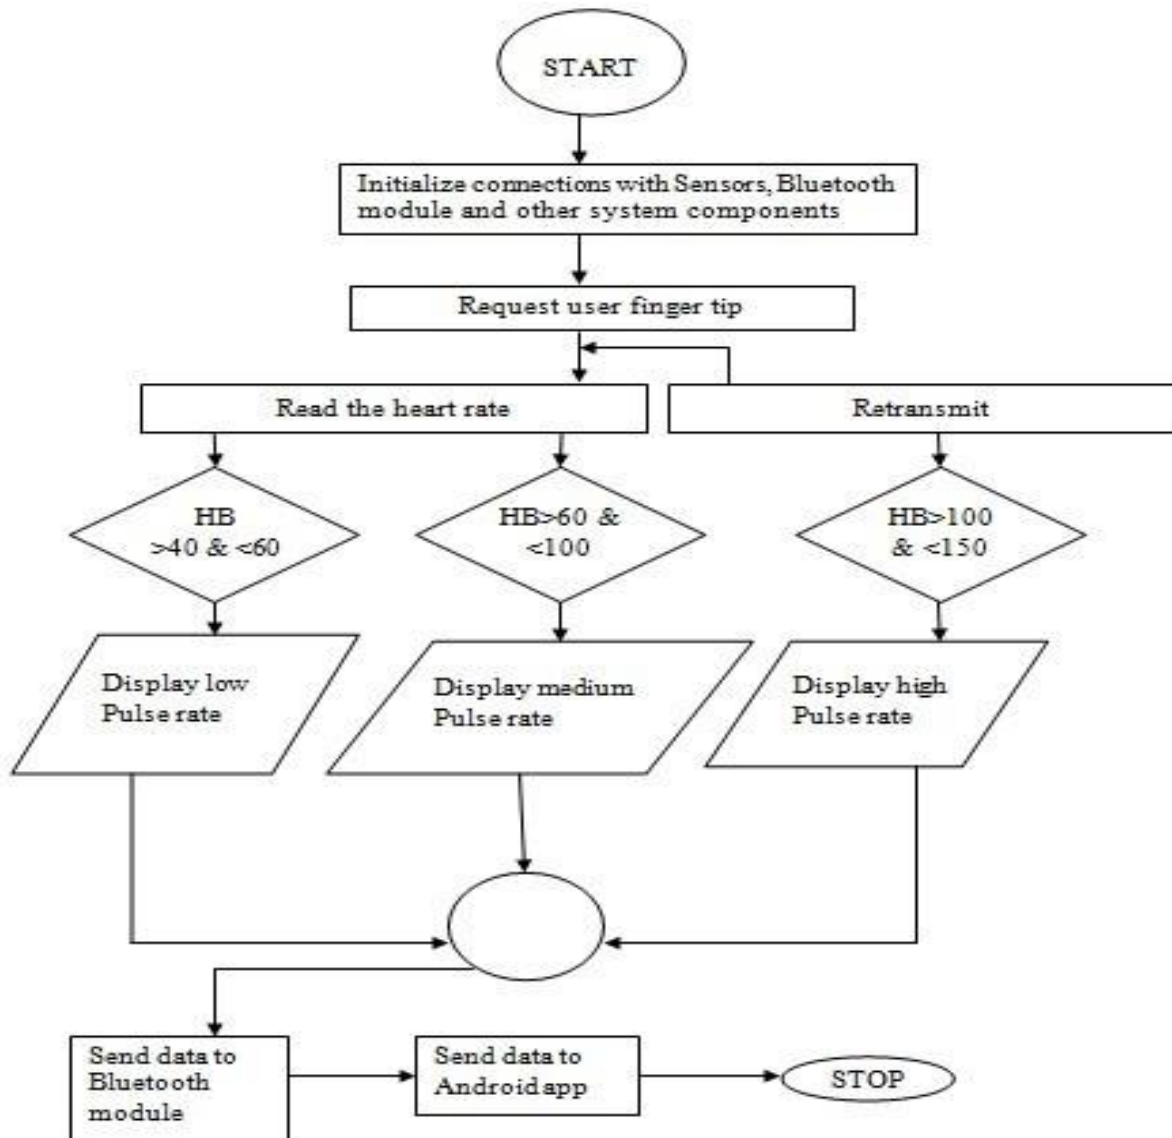 START
Initialize connections with Sensors, Bluetooth
module and other system components
Request user finger tip
Read the heart rate
Retransmit
HB
>40 & <60
HB>60 &
<100
HB>100
& <150
Display low
Pulse rate
Display medium
Pulse rate
Display high
Pulse rate
Send data to
Bluetooth
module
Send data to
Android app
STOP